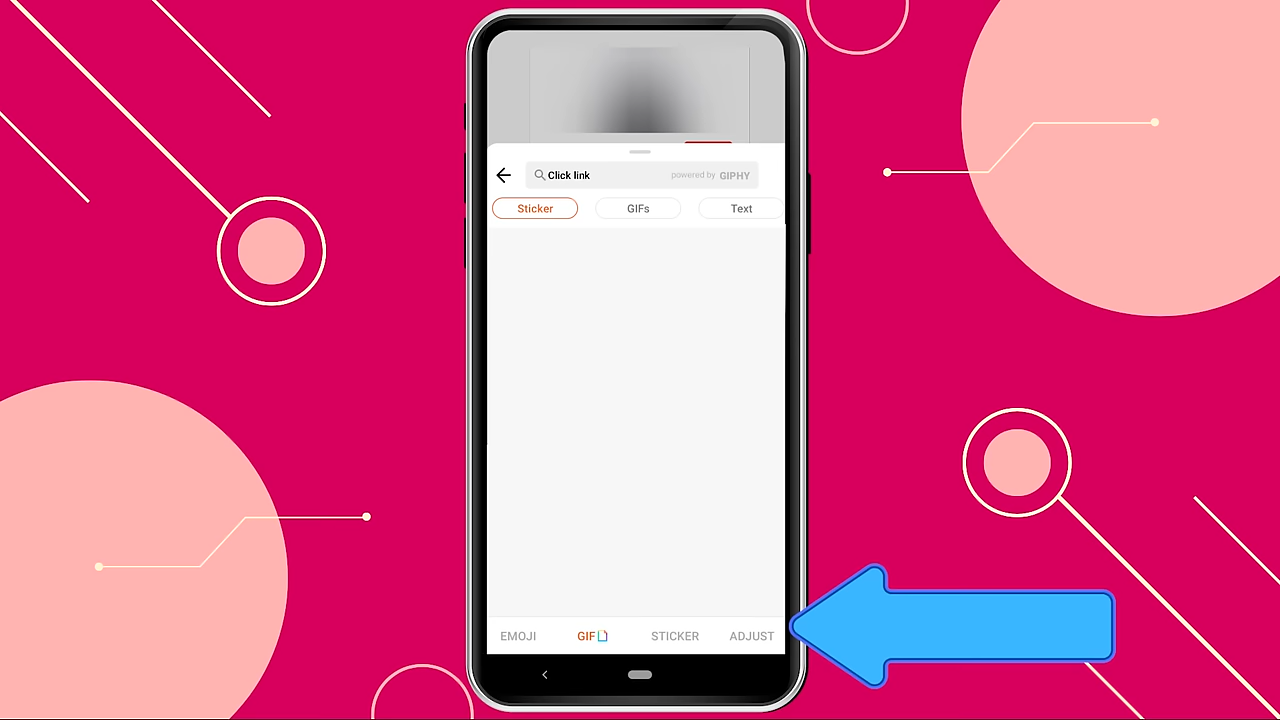 Click link
powered by GIPHY
Sticker
GIFs
Text
EMOJI
GIF
STICKER
ADJUST